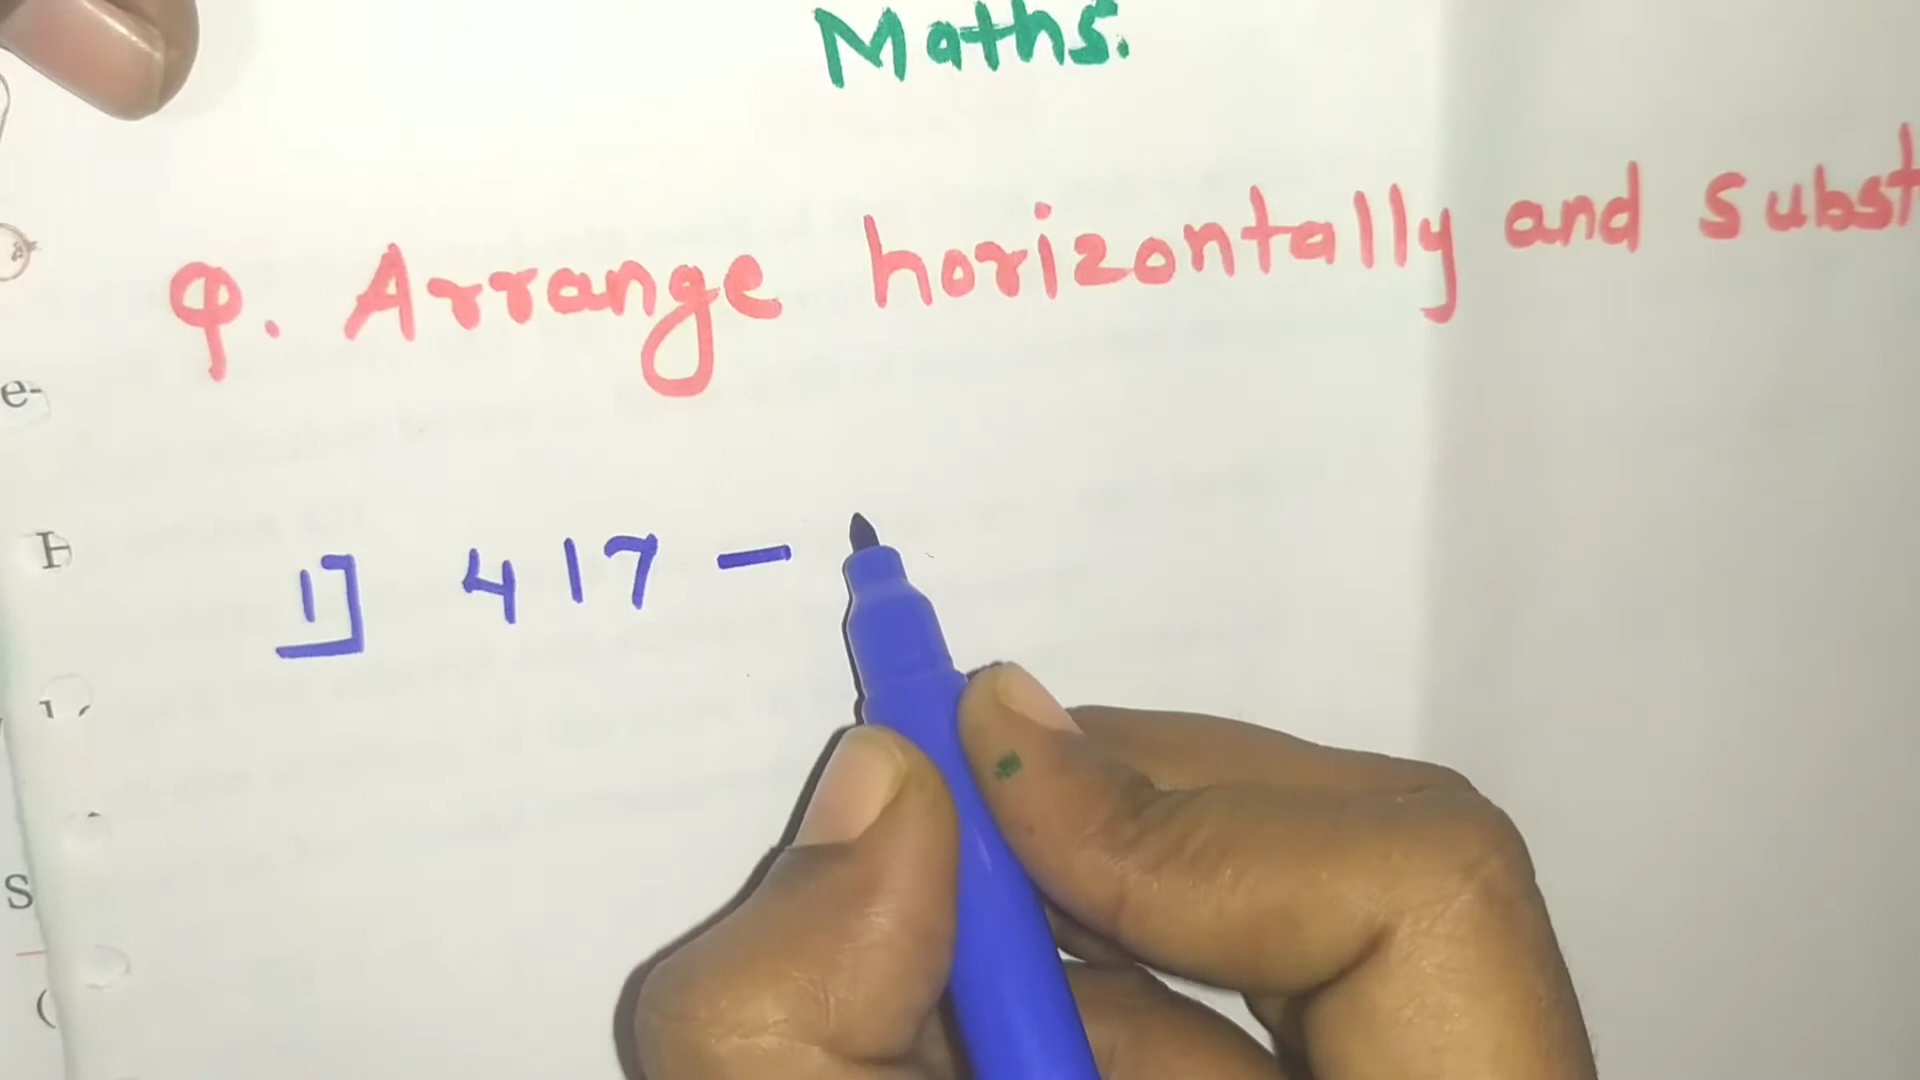 Maths.
Q. Arrange horizontally and subst
1] 417 -
e-
S
(